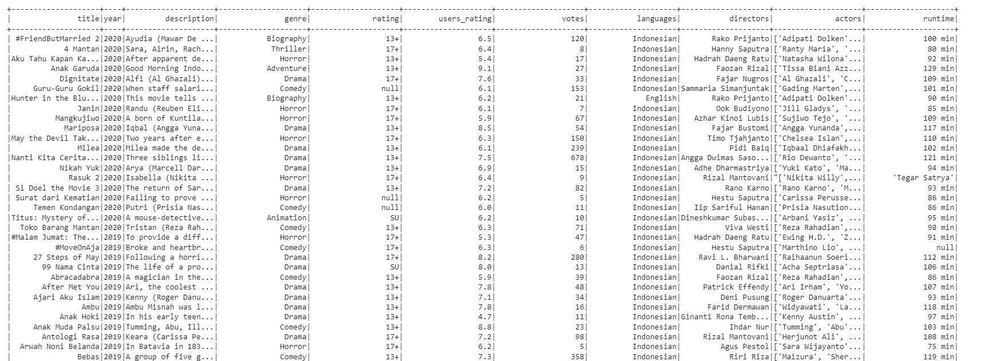 +--------------------+----+--------------------+--------------------+--------------------+--------------------+--------------------+--------------------+--------------------+--------------------+--------------------+
|               title|year|         description|               genre|              rating|        users_rating|               votes|           languages|           directors|              actors|             runtime|
+--------------------+----+--------------------+--------------------+--------------------+--------------------+--------------------+--------------------+--------------------+--------------------+--------------------+
| #FriendButMarried 2|2020|Ayudia (Mawar De ...|           Biography|                 13+|                 6.5|                 120|          Indonesian|       Rako Prijanto|['Adipati Dolken'...|             100 min|
|            4 Mantan|2020|Sara, Airin, Rach...|            Thriller|                 17+|                 6.4|                   8|          Indonesian|       Hanny Saputra|['Ranty Maria', '...|              80 min|
|Aku Tahu Kapan Ka...|2020|After apparent de...|              Horror|                 13+|                 5.4|                  17|          Indonesian|   Hadrah Daeng Ratu|['Natasha Wilona'...|              92 min|
|         Anak Garuda|2020|Good Morning Indo...|           Adventure|                 13+|                 9.1|                  27|          Indonesian|        Faozan Rizal|['Tissa Biani Azz...|             129 min|
|           Dignitate|2020|Alfi (Al Ghazali)...|               Drama|                 17+|                 7.6|                  33|          Indonesian|        Fajar Nugros|['Al Ghazali', 'C...|             109 min|
|     Guru-Guru Gokil|2020|When staff salari...|              Comedy|                null|                 6.1|                 153|          Indonesian|Sammaria Simanjuntak|['Gading Marten',...|             101 min|
|Hunter in the Blu...|2020|This movie tells ...|           Biography|                 13+|                 6.2|                  21|             English|       Rako Prijanto|['Adipati Dolken'...|              90 min|
|               Janin|2020|Randu (Reuben Eli...|              Horror|                 17+|                 6.1|                   7|          Indonesian|        Ook Budiyono|['Jill Gladys', '...|              85 min|
|          Mangkujiwo|2020|A born of Kuntila...|              Horror|                 17+|                 5.9|                  67|          Indonesian|   Azhar Kinoi Lubis|['Sujiwo Tejo', '...|             109 min|
|            Mariposa|2020|Iqbal (Angga Yuna...|               Drama|                 13+|                 8.5|                  54|          Indonesian|       Fajar Bustomi|['Angga Yunanda',...|             117 min|
|May the Devil Tak...|2020|Two years after e...|              Horror|                 17+|                 6.3|                 150|          Indonesian|      Timo Tjahjanto|['Chelsea Islan',...|             110 min|
|               Milea|2020|Milea made the de...|               Drama|                 13+|                 6.1|                 239|          Indonesian|          Pidi Baiq|['Iqbaal Dhiafakh...|             102 min|
|Nanti Kita Cerita...|2020|Three siblings li...|               Drama|                 13+|                 7.5|                 678|          Indonesian|Angga Dwimas Saso...|['Rio Dewanto', '...|             121 min|
|           Nikah Yuk|2020|Arya (Marcell Dar...|               Drama|                 13+|                 6.9|                  15|          Indonesian|   Adhe Dharmastriya|['Yuki Kato', 'Ma...|              94 min|
|             Rasuk 2|2020|Isabella (Nikita ...|              Horror|                 17+|                 6.4|                   9|          Indonesian|     Rizal Mantovani|"['Nikita Willy',...|      'Tegar Satrya'|
| Si Doel the Movie 3|2020|The return of Sar...|               Drama|                 13+|                 7.2|                  82|          Indonesian|          Rano Karno|['Rano Karno', 'M...|              93 min|
| Surat dari Kematian|2020|Failing to prove ...|              Horror|                null|                 6.2|                   5|          Indonesian|       Hestu Saputra|['Carissa Perusse...|              86 min|
|     Temen Kondangan|2020|Putri (Prisia Nas...|              Comedy|                null|                 6.0|                  11|          Indonesian|   Iip Sariful Hanan|['Prisia Nasution...|              86 min|
|Titus: Mystery of...|2020|A mouse-detective...|           Animation|                  SU|                 6.2|                  10|          Indonesian|Dineshkumar Subas...|['Arbani Yasiz', ...|              95 min|
|  Toko Barang Mantan|2020|Tristan (Reza Rah...|              Comedy|                 13+|                 6.3|                  71|          Indonesian|          Viva Westi|['Reza Rahadian',...|              98 min|
|#Malam Jumat: The...|2019|To provide a diff...|              Horror|                 17+|                 5.3|                  47|          Indonesian|   Hadrah Daeng Ratu|['Ewing H.D.', 'Z...|              91 min|
|           #MoveOnAja|2019|Broke and heartbr...|              Comedy|                 17+|                 6.3|                   6|          Indonesian|       Hestu Saputra|['Marthino Lio', ...|                null|
|     27 Steps of May|2019|Following a horri...|               Drama|                 17+|                 8.2|                 280|          Indonesian|    Ravi L. Bharwani|['Raihaanun Soeri...|             112 min|
|       99 Nama Cinta|2019|The life of a pro...|               Drama|                  SU|                 8.0|                  13|          Indonesian|        Danial Rifki|['Acha Septriasa'...|             106 min|
|         Abracadabra|2019|A magician in the...|              Comedy|                 13+|                 5.9|                  39|          Indonesian|        Faozan Rizal|['Reza Rahadian',...|              86 min|
|       After Met You|2019|Ari, the coolest ...|               Drama|                 13+|                 7.8|                  48|          Indonesian|     Patrick Effendy|['Ari Irham', 'Yo...|             107 min|
|     Ajari Aku Islam|2019|Kenny (Roger Danu...|               Drama|                 13+|                 7.1|                  34|          Indonesian|         Deni Pusung|['Roger Danuarta'...|              93 min|
|                Ambu|2019|Ambu Misnah was l...|               Drama|                 13+|                 7.8|                  16|          Indonesian|      Farid Dermawan|['Widyawati', 'La...|             118 min|
|           Anak Hoki|2019|In his early teen...|               Drama|                 13+|                 4.7|                  11|          Indonesian|Ginanti Rona Temb...|['Kenny Austin', ...|              97 min|
|     Anak Muda Palsu|2019|Tumming, Abu, Ill...|              Comedy|                 13+|                 8.8|                  23|          Indonesian|           Ihdar Nur|['Tumming', 'Abu'...|             103 min|
|       Antologi Rasa|2019|Keara (Carissa Pe...|               Drama|                 17+|                 7.2|                  98|          Indonesian|     Rizal Mantovani|['Herjunot Ali', ...|             108 min|
|  Arwah Noni Belanda|2019|In Batavia in 183...|              Horror|                 17+|                 6.2|                   5|          Indonesian|         Agus Pestol|['Sara Wijayanto'...|              75 min|
|               Bebas|2019|A group of five g...|              Comedy|                 13+|                 7.3|                 358|          Indonesian|           Riri Riza|['Maizura', 'Sher...|             119 min|